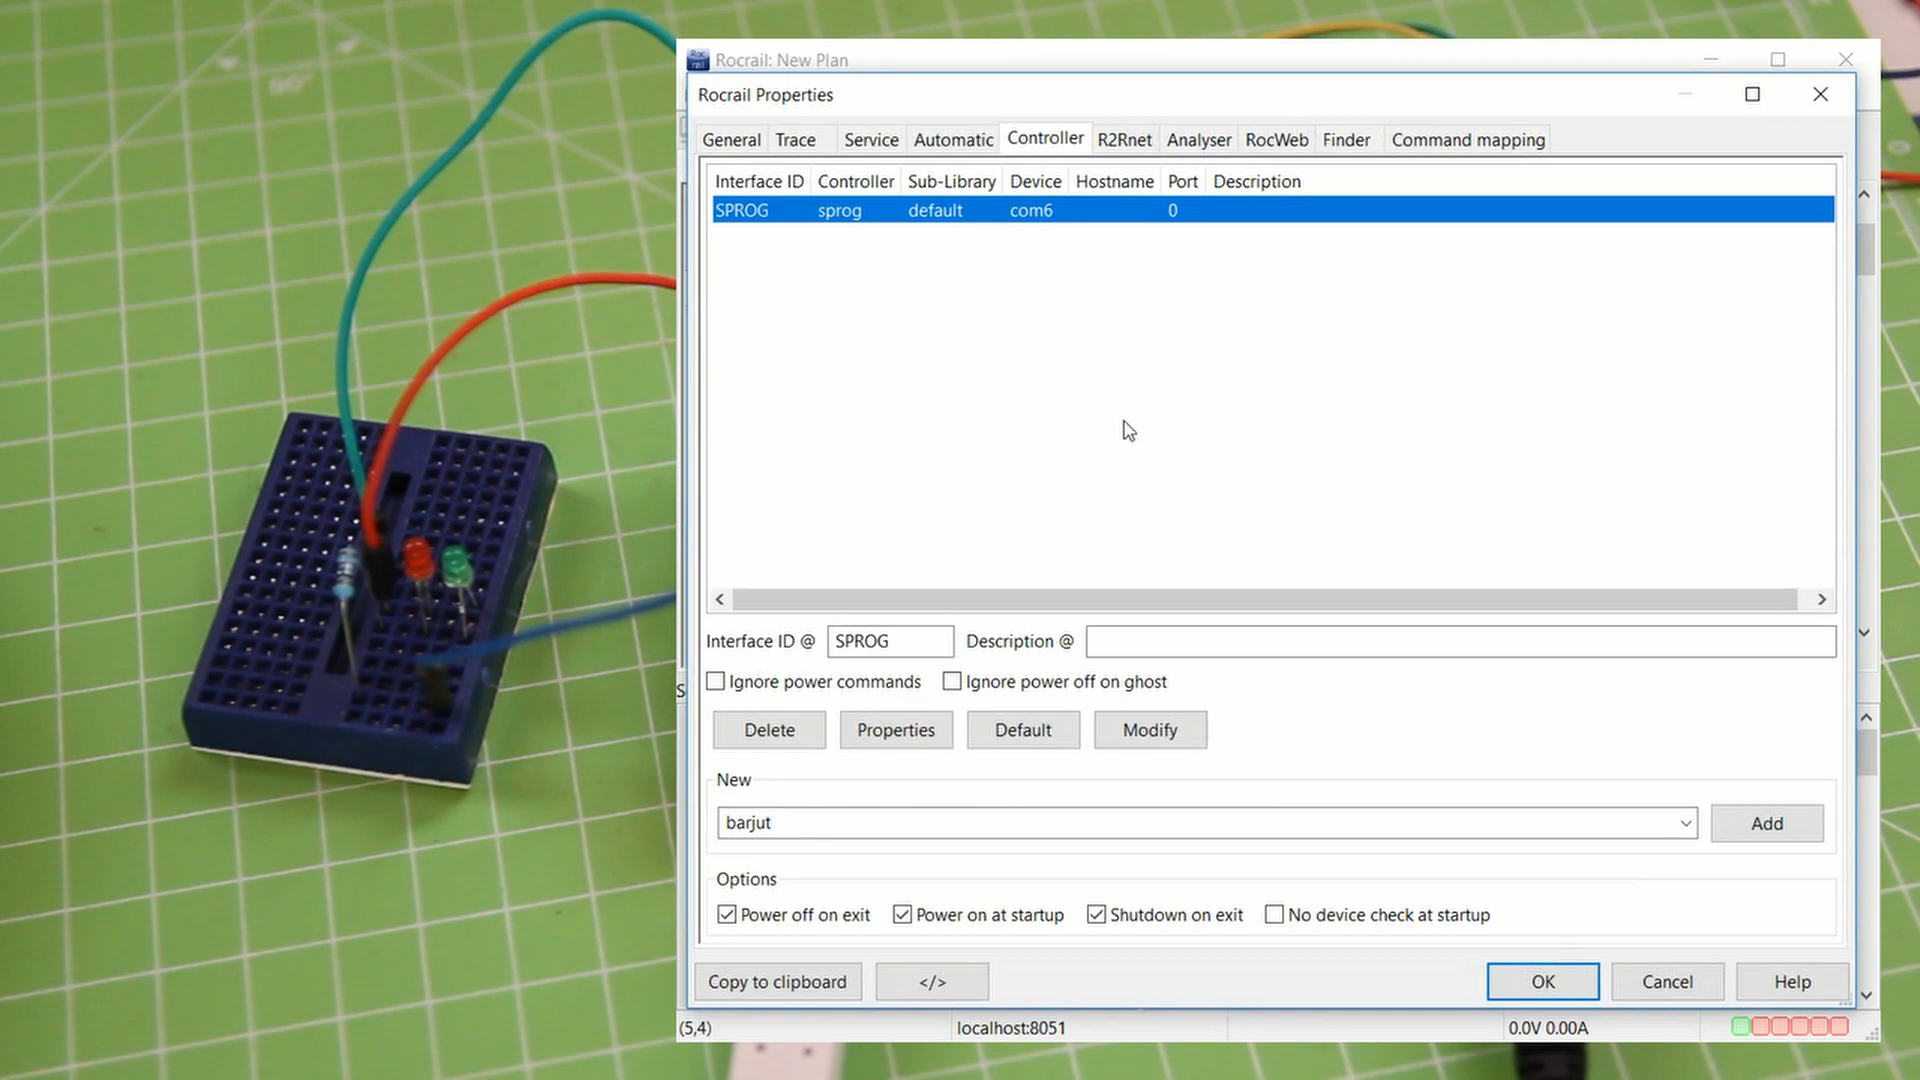 Rocrail: New Plan
Rocrail Properties
General Trace Service Automatic Controller R2Rnet Analyser RocWeb Finder Command mapping
Interface ID Controller Sub-Library Device Hostname Port Description
SPROG sprog default com6 0
Interface ID @ SPROG Description @
Ignore power commands Ignore power off on ghost
Delete Properties Default Modify
New
barjut Add
Options
Power off on exit Power on at startup Shutdown on exit No device check at startup
Copy to clipboard </> OK Cancel Help
(5,4) localhost:8051 0.0V 0.00A